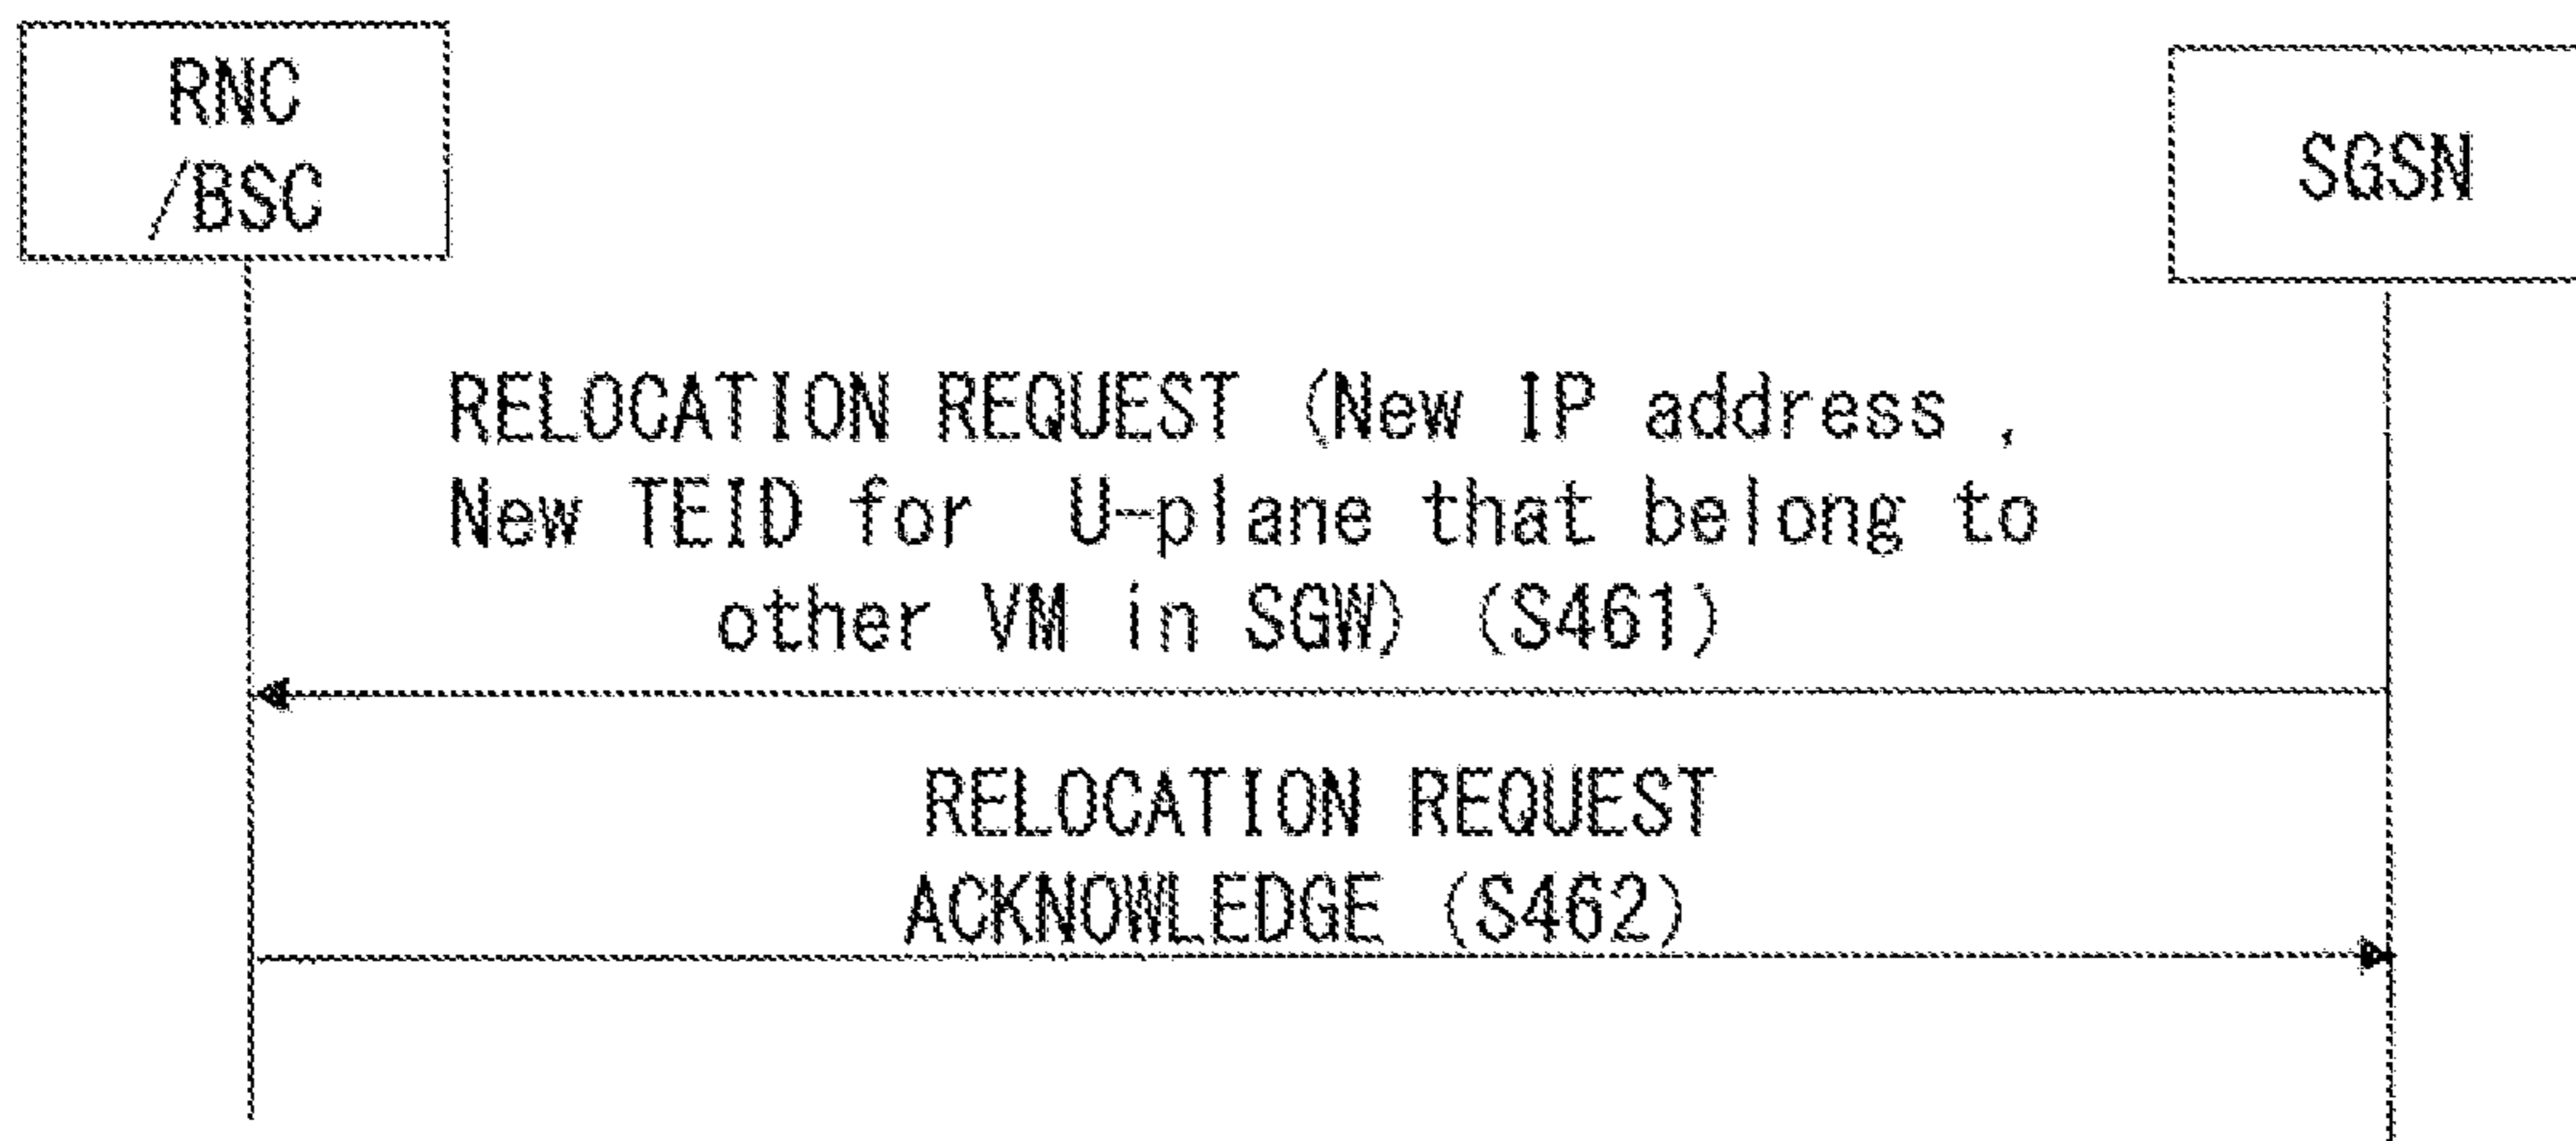 RNC
/BSC
SGSN
RELOCATION REQUEST (New IP address ,
New TEID for U-plane that belong to
other VM in SGW) (S461)
RELOCATION REQUEST
ACKNOWLEDGE (S462)